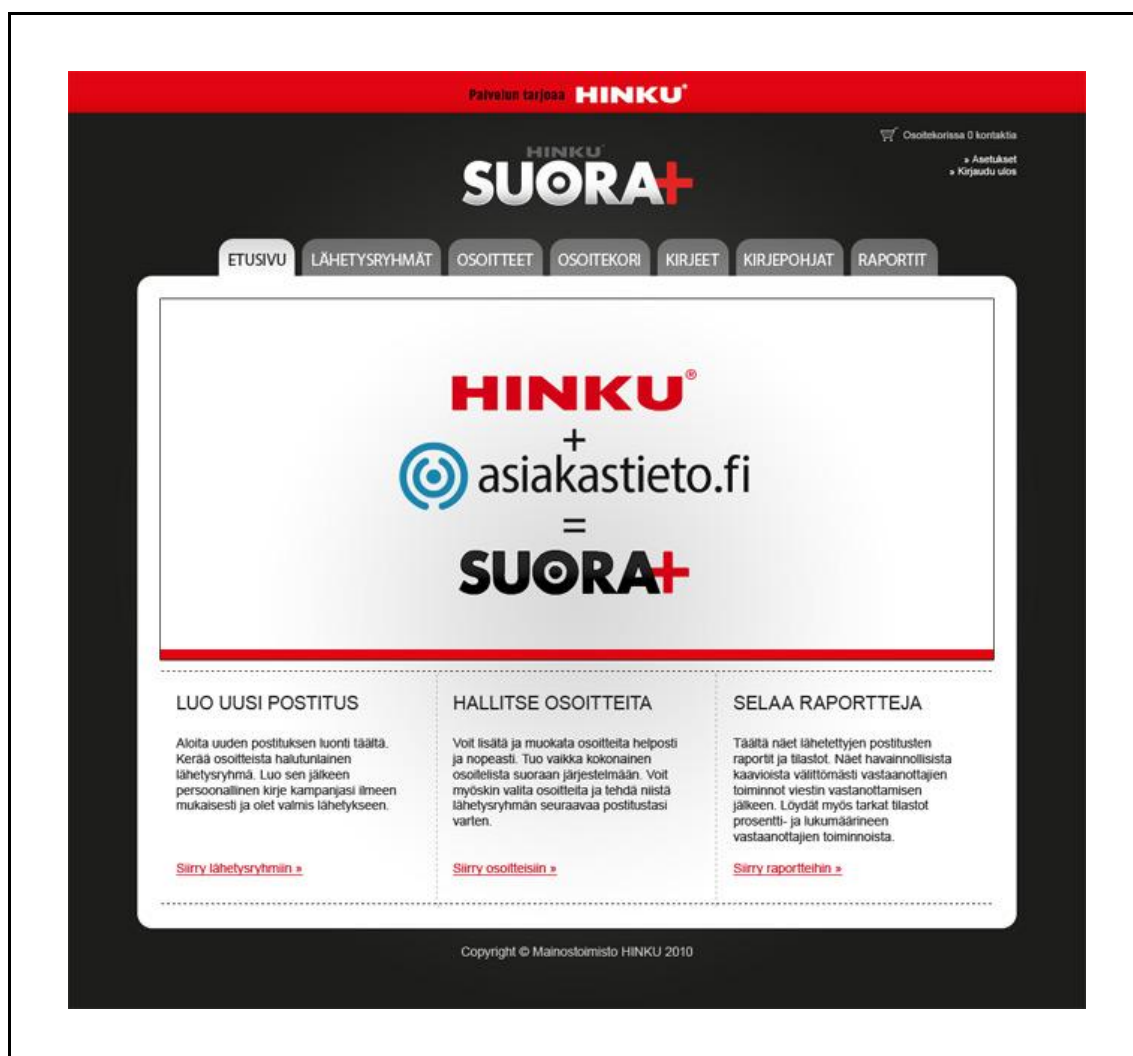 Palvelun tarjoaa HINKU®
Osoitekorissa 0 kontaktia
» Asetukset
» Kirjaudu ulos
HINKU
SUORA+
ETUSIVU LÄHETYSRYHMÄT OSOITTEET OSOITEKORI KIRJEET KIRJEPOHJAT RAPORTIT
HINKU®
+
asiakastieto.fi
=
SUORA+
LUO UUSI POSTITUS
Aloita uuden postituksen luonti täältä.
Kerää osoitteista halutunlainen
lähetysryhmä. Luo sen jälkeen
persoonallinen kirje kampanjasi ilmeen
mukaisesti ja olet valmis lähetykseen.
Siirry lähetysryhmiin »
HALLITSE OSOITTEITA
Voit lisätä ja muokata osoitteita helposti
ja nopeasti. Tuo vaikka kokonainen
osoitelista suoraan järjestelmään. Voit
myöskin valita osoitteita ja tehdä niistä
lähetysryhmän seuraavaa postitustasi
varten.
Siirry osoitteisiin »
SELAA RAPORTTEJA
Täältä näet lähetettyjen postitusten
raportit ja tilastot. Näet havainnollisista
kaavioista välittömästi vastaanottajien
toiminnot viestin vastanottamisen
jälkeen. Löydät myös tarkat tilastot
prosentti- ja lukumäärineen
vastaanottajien toiminnoista.
Siirry raportteihin »
Copyright © Mainostoimisto HINKU 2010